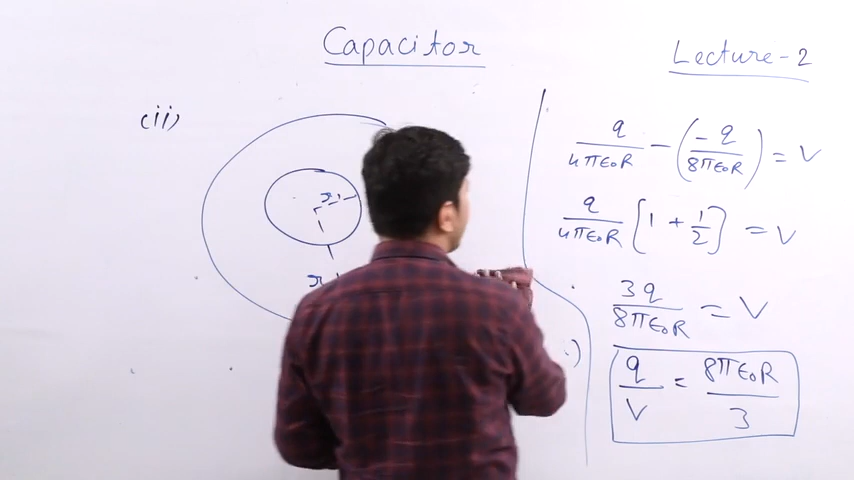 Capacitor
Lecture-2
(ii)
q/4πε₀R - (-q/8πε₀R) = V
q/4πε₀R [1 + 1/2] = V
3q/8πε₀R = V
q/V = 8πε₀R/3